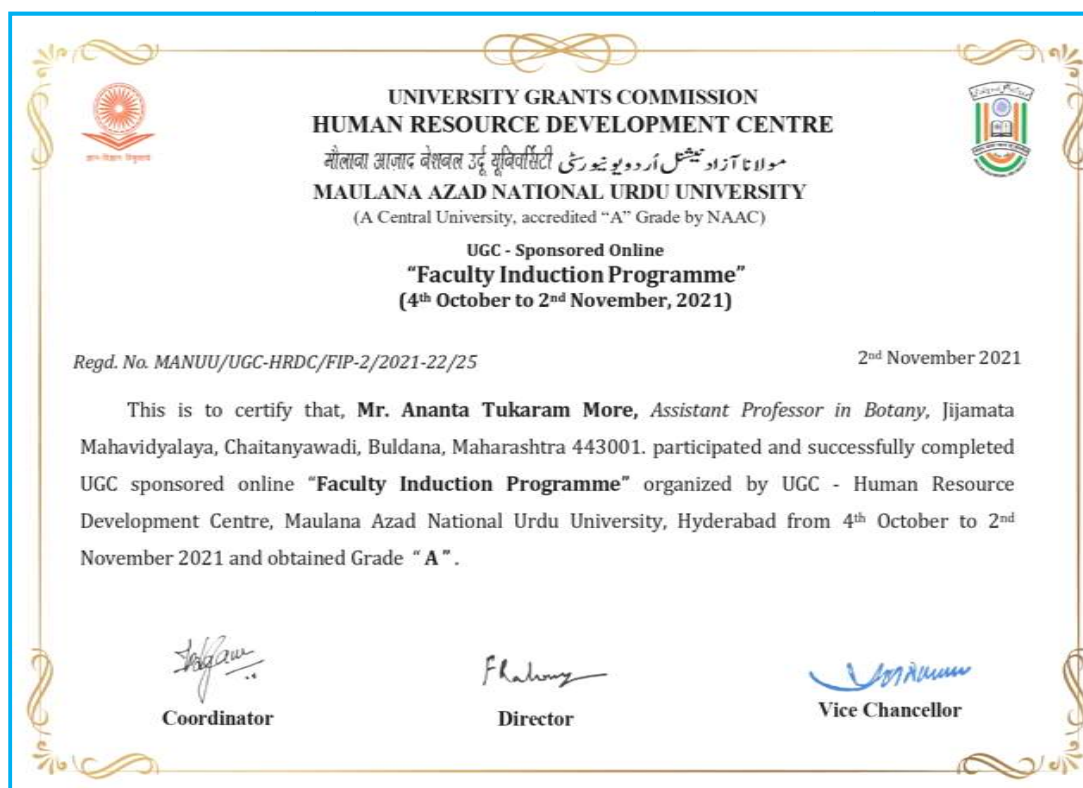 UNIVERSITY GRANTS COMMISSION
HUMAN RESOURCE DEVELOPMENT CENTRE
मौलाना आज़ाद नेशनल उर्दू यूनिवर्सिटी مولانا آزاد نیشنل اُردو یونیورسٹی
MAULANA AZAD NATIONAL URDU UNIVERSITY
(A Central University, accredited “A” Grade by NAAC)
ज्ञान-विज्ञान विमुक्तये
UGC - Sponsored Online
“Faculty Induction Programme”
(4th October to 2nd November, 2021)
Regd. No. MANUU/UGC-HRDC/FIP-2/2021-22/25
2nd November 2021
This is to certify that, Mr. Ananta Tukaram More, Assistant Professor in Botany, Jijamata
Mahavidyalaya, Chaitanyawadi, Buldana, Maharashtra 443001. participated and successfully completed
UGC sponsored online “Faculty Induction Programme” organized by UGC - Human Resource
Development Centre, Maulana Azad National Urdu University, Hyderabad from 4th October to 2nd
November 2021 and obtained Grade “ A ” .
Coordinator
Director
Vice Chancellor